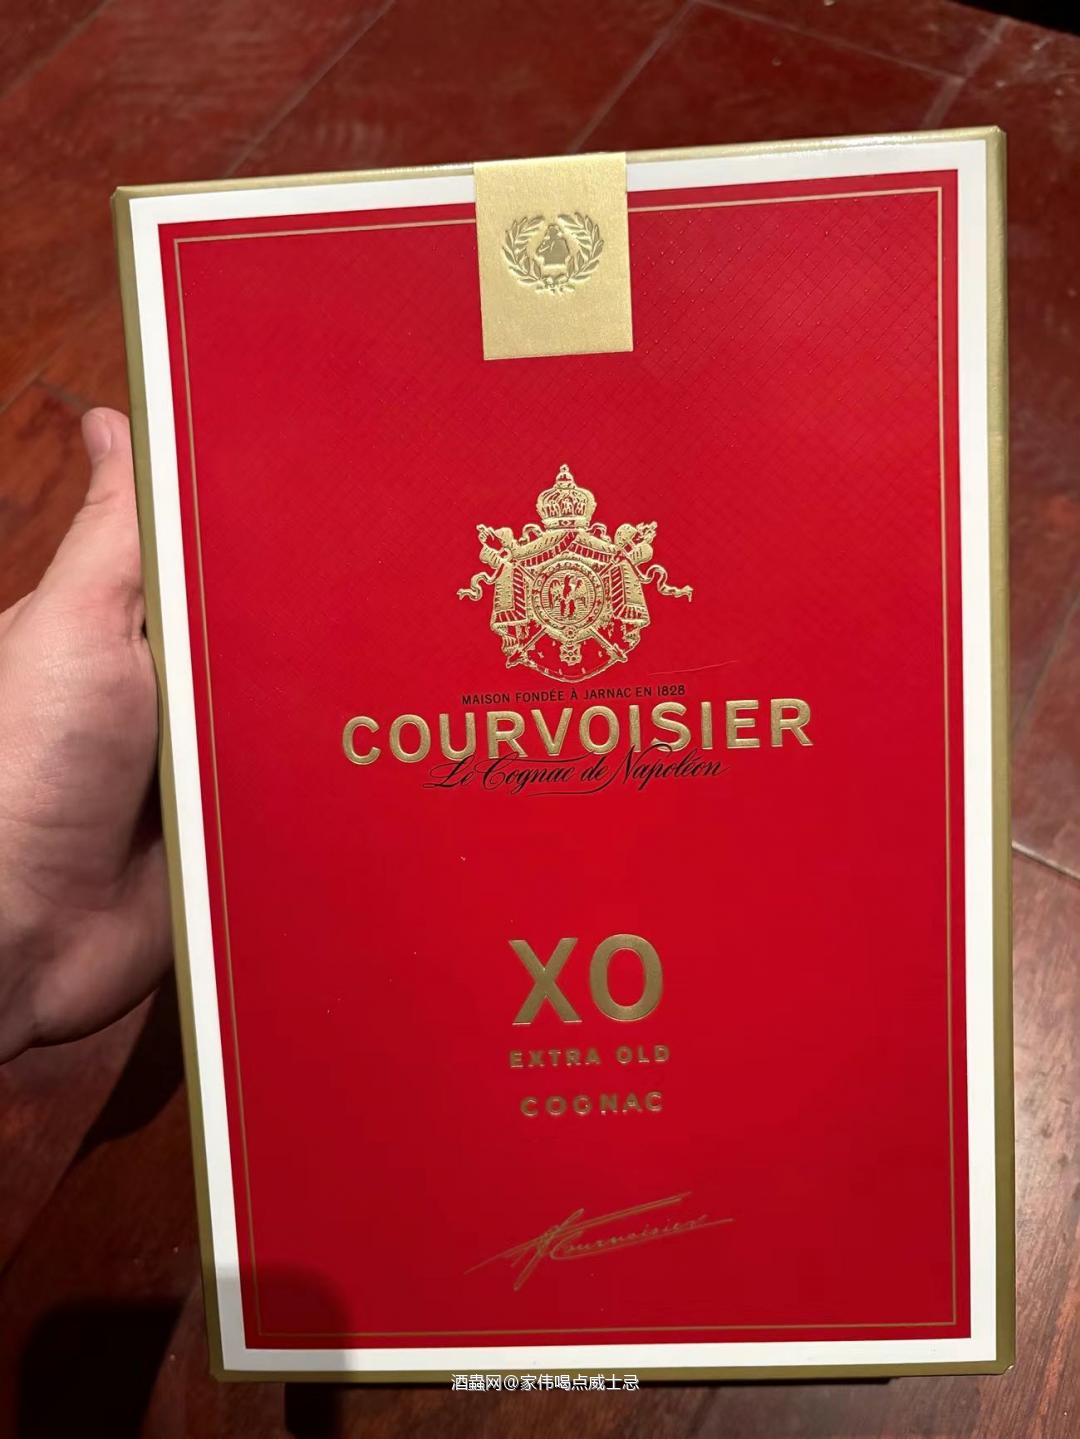 MAISON FONDÉE À JARNAC EN 1828
COURVOISIER
Le Cognac de Napoléon
XO
EXTRA OLD
COGNAC
Courvoisier
酒蟲网@家伟喝点威士忌